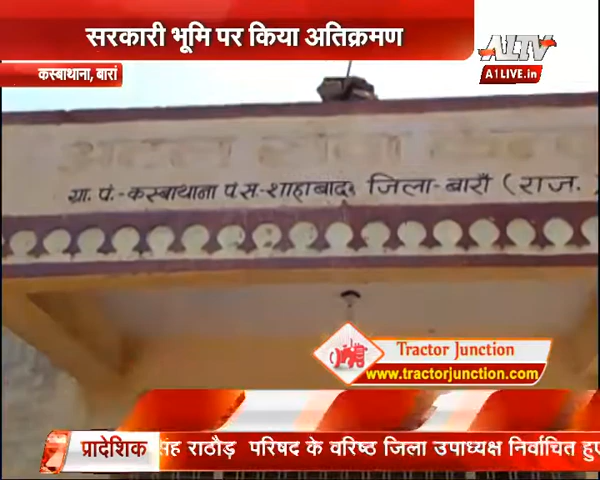 सरकारी भूमि पर किया अतिक्रमण
A1TV
A1LIVE.in
कस्बाथाना, बारां
ग्रा. पं.-कस्बाथाना पं स-शाहाबाद जिला-बाराँ (राज.
Tractor Junction
www.tractorjunction.com
प्रादेशिक
राठौड़ परिषद के वरिष्ठ जिला उपाध्यक्ष निर्वाचित